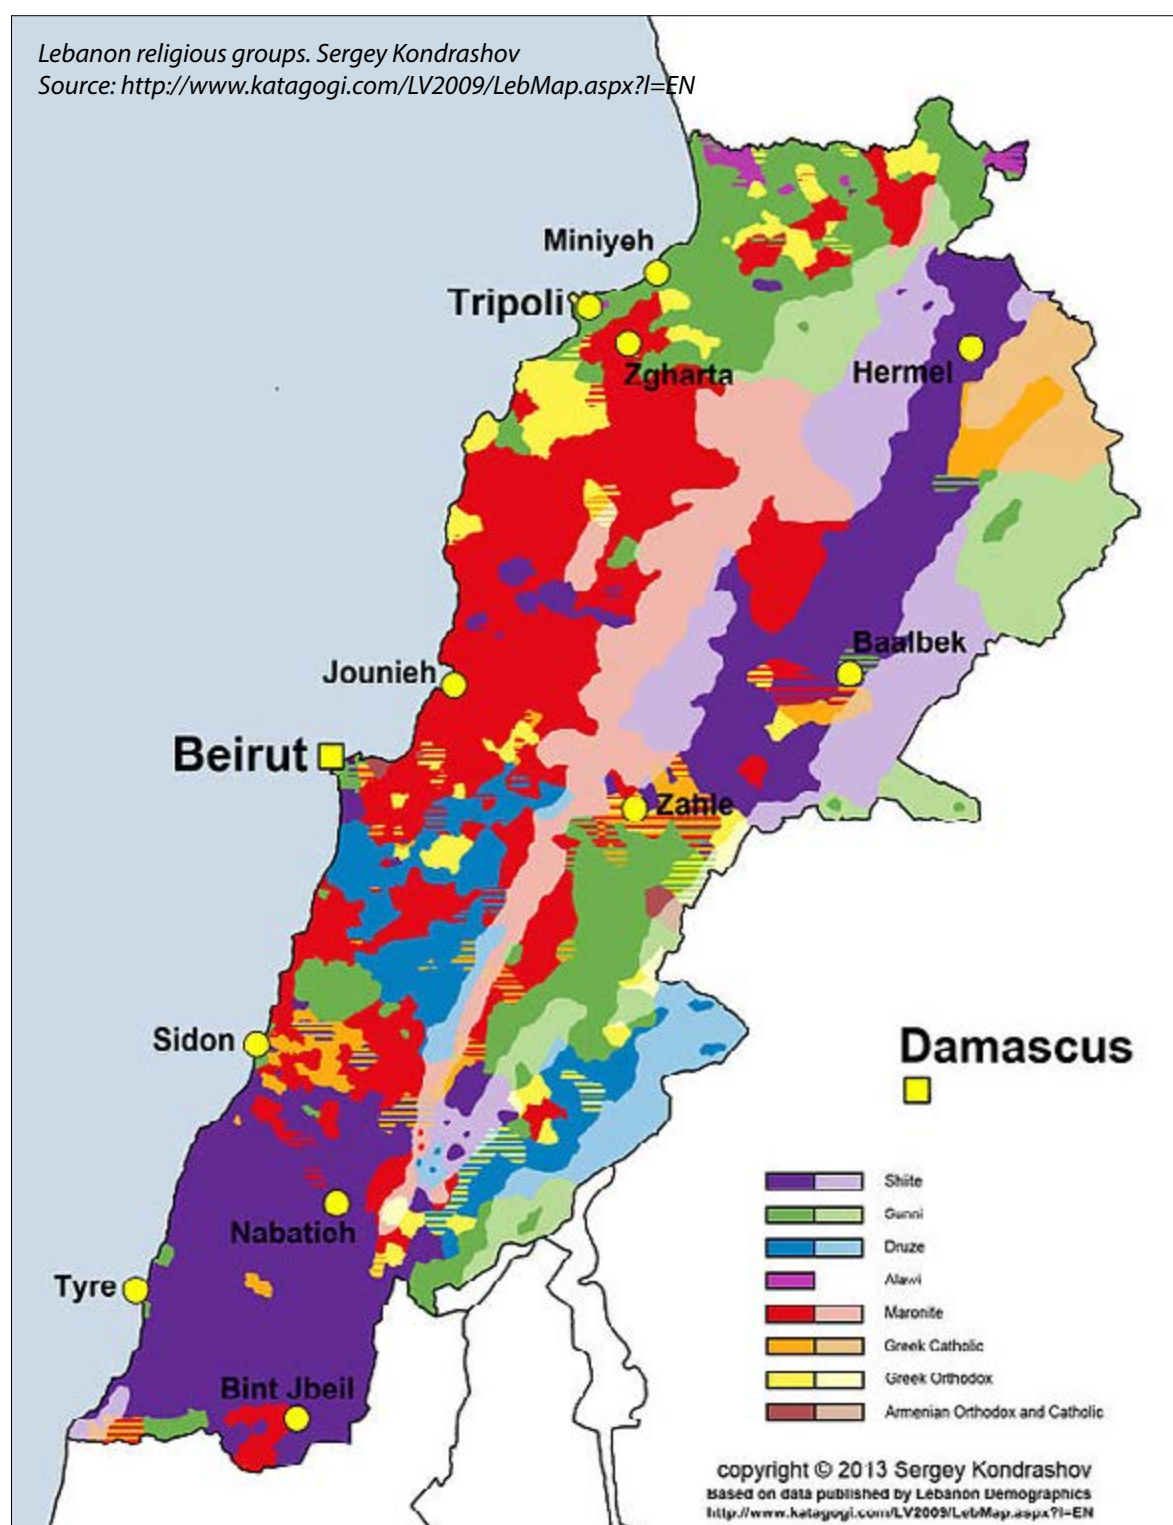 Lebanon religious groups. Sergey Kondrashov
Source: http://www.katagogi.com/LV2009/LebMap.aspx?l=EN
Miniyeh
Tripoli
Zgharta
Hermel
Baalbek
Jounieh
Beirut
Zahle
Sidon
Damascus
Nabatieh
Tyre
Bint Jbeil
Shiite
Sunni
Druze
Alawi
Maronite
Greek Catholic
Greek Orthodox
Armenian Orthodox and Catholic
copyright © 2013 Sergey Kondrashov
Based on data published by Lebanon Demographics
http://www.katagogi.com/LV2009/LebMap.aspx?l=EN